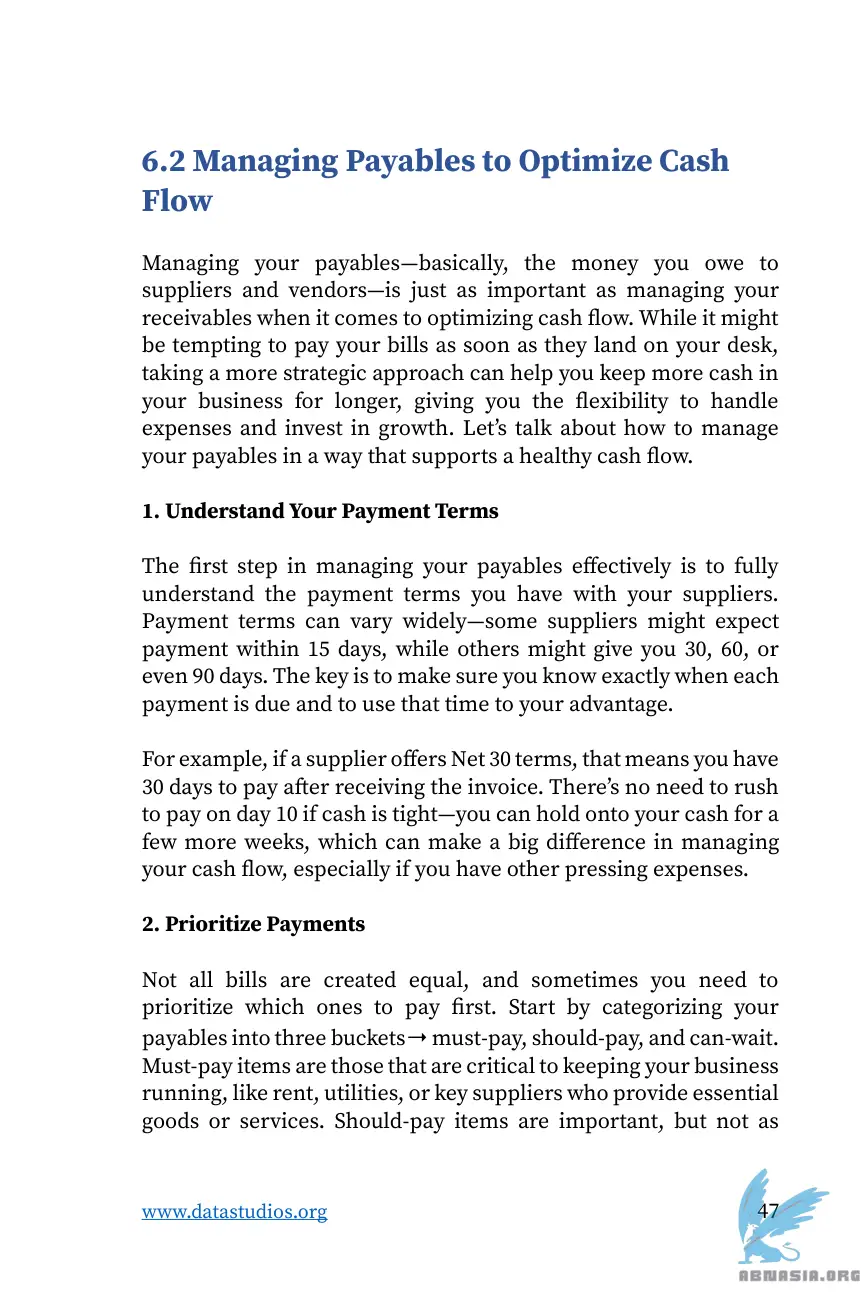 6.2 Managing Payables to Optimize Cash
Flow
Managing your payables—basically, the money you owe to
suppliers and vendors—is just as important as managing your
receivables when it comes to optimizing cash flow. While it might
be tempting to pay your bills as soon as they land on your desk,
taking a more strategic approach can help you keep more cash in
your business for longer, giving you the flexibility to handle
expenses and invest in growth. Let’s talk about how to manage
your payables in a way that supports a healthy cash flow.
1. Understand Your Payment Terms
The first step in managing your payables effectively is to fully
understand the payment terms you have with your suppliers.
Payment terms can vary widely—some suppliers might expect
payment within 15 days, while others might give you 30, 60, or
even 90 days. The key is to make sure you know exactly when each
payment is due and to use that time to your advantage.
For example, if a supplier offers Net 30 terms, that means you have
30 days to pay after receiving the invoice. There’s no need to rush
to pay on day 10 if cash is tight—you can hold onto your cash for a
few more weeks, which can make a big difference in managing
your cash flow, especially if you have other pressing expenses.
2. Prioritize Payments
Not all bills are created equal, and sometimes you need to
prioritize which ones to pay first. Start by categorizing your
payables into three buckets→must-pay, should-pay, and can-wait.
Must-pay items are those that are critical to keeping your business
running, like rent, utilities, or key suppliers who provide essential
goods or services. Should-pay items are important, but not as
www.datastudios.org 47
ABNASIA.ORG